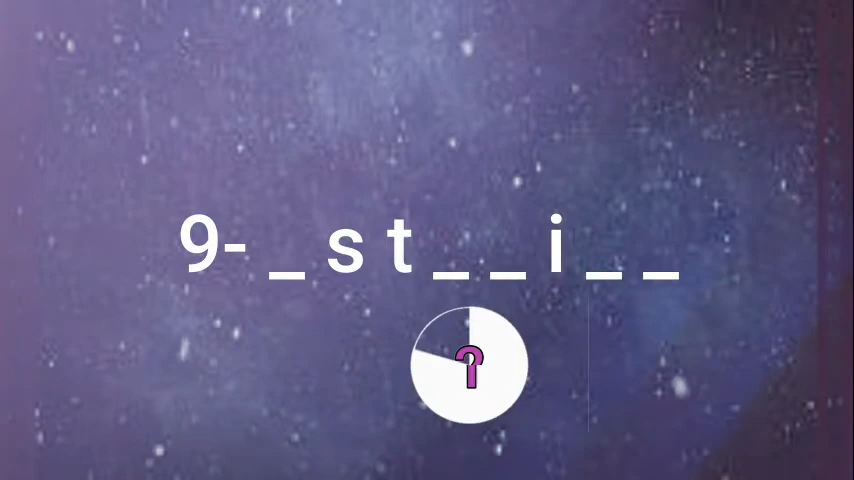 9- _ s t _ _ i _ _
?